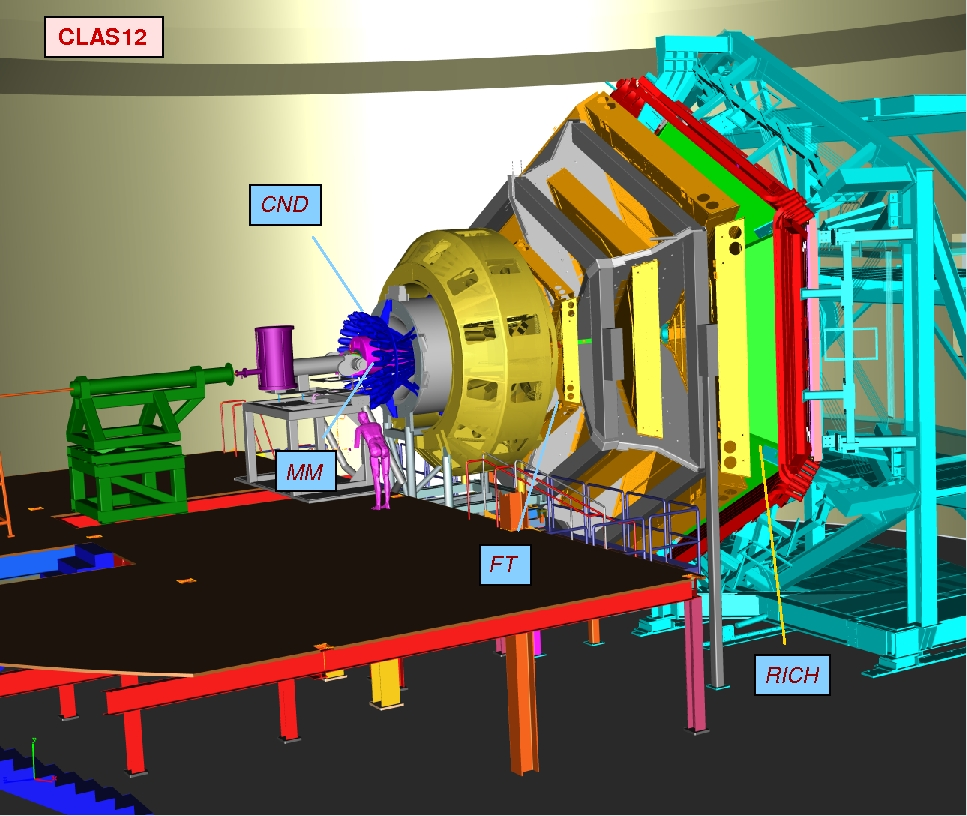 CLAS12
CND
MM
FT
RICH